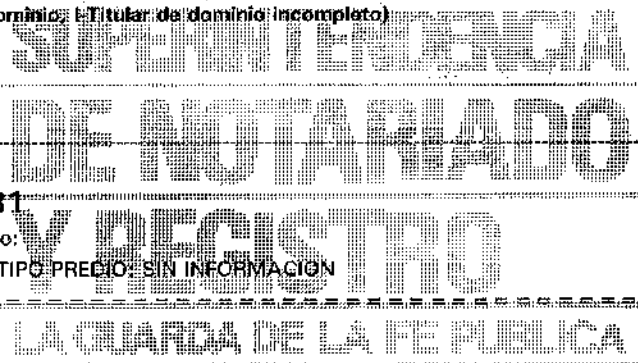 ominio, I-Titular de dominio incompleto)
SUPERINTENDENCIA
DE NOTARIADO
31
Y REGISTRO
o:
TIPO PREDIO: SIN INFORMACION
LA GUARDA DE LA FE PUBLICA